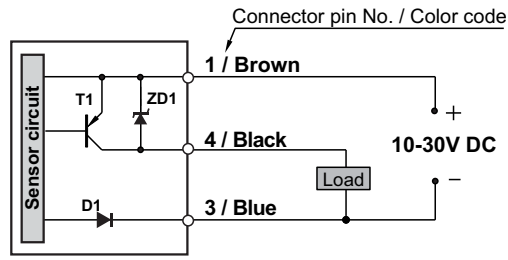 Connector pin No. / Color code
1 / Brown
T1
ZD1
Sensor circuit
+
4 / Black
10-30V DC
Load
−
D1
3 / Blue